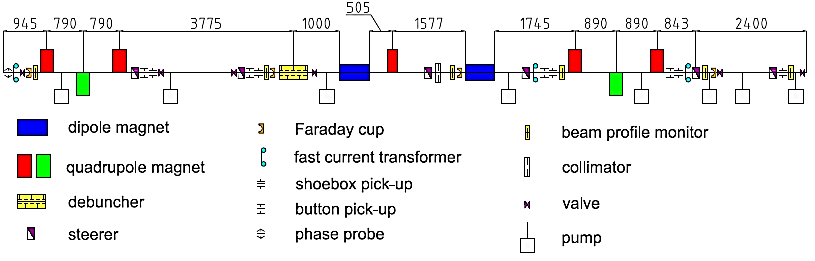 505
945 790 790 3775 1000 1577 1745 890 890 843 2400
dipole magnet
quadrupole magnet
debuncher
steerer
Faraday cup
fast current transformer
shoebox pick-up
button pick-up
phase probe
beam profile monitor
collimator
valve
pump